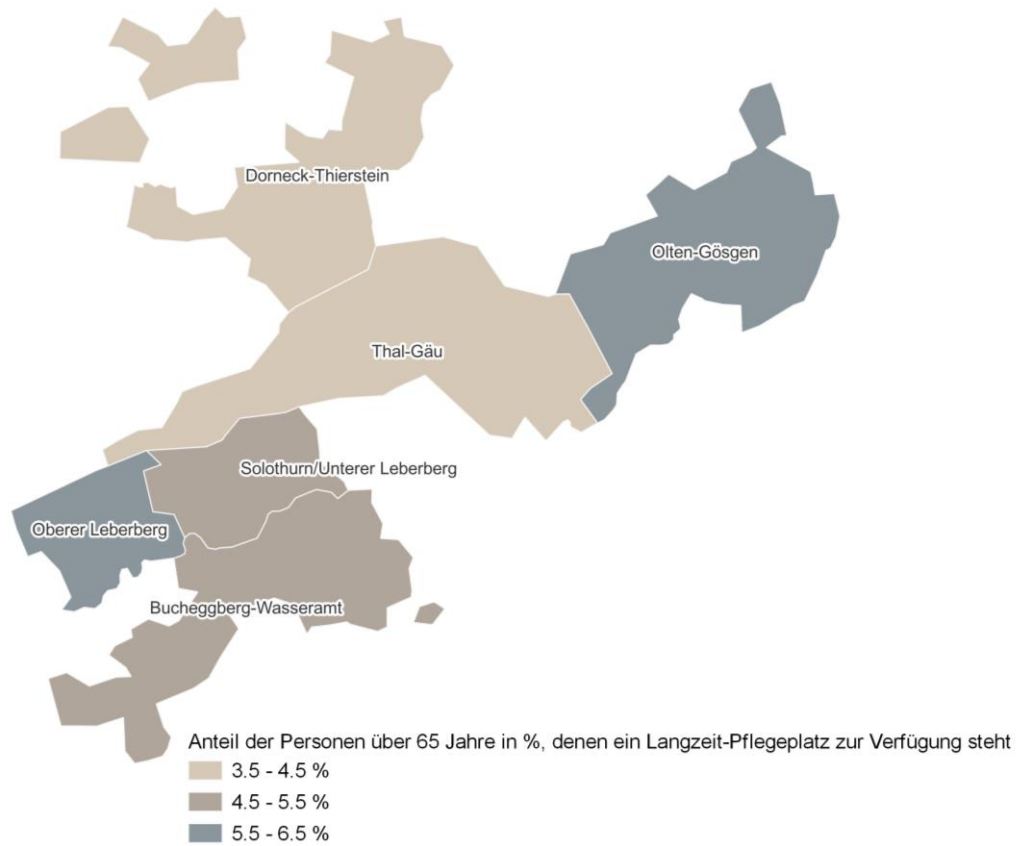 Dorneck-Thierstein
Olten-Gösgen
Thal-Gäu
Solothurn/Unterer Leberberg
Oberer Leberberg
Bucheggberg-Wasseramt
Anteil der Personen über 65 Jahre in %, denen ein Langzeit-Pflegeplatz zur Verfügung steht
3.5 - 4.5 %
4.5 - 5.5 %
5.5 - 6.5 %